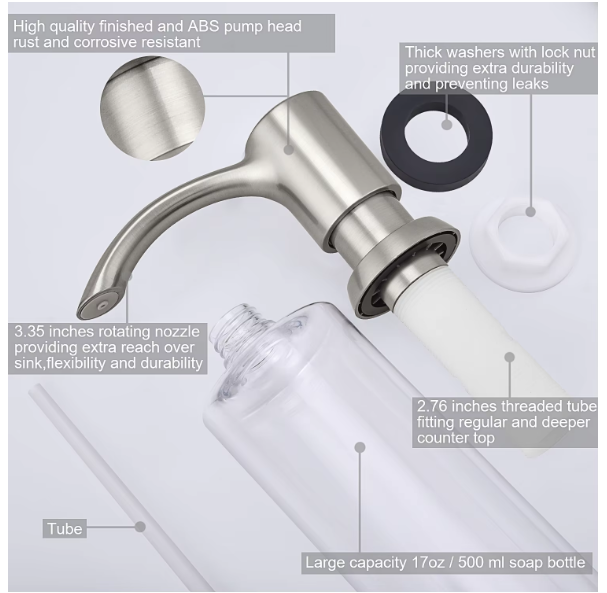 High quality finished and ABS pump head
rust and corrosive resistant
Thick washers with lock nut
providing extra durability
and preventing leaks
3.35 inches rotating nozzle
providing extra reach over
sink,flexibility and durability
2.76 inches threaded tube
fitting regular and deeper
counter top
Tube
Large capacity 17oz / 500 ml soap bottle